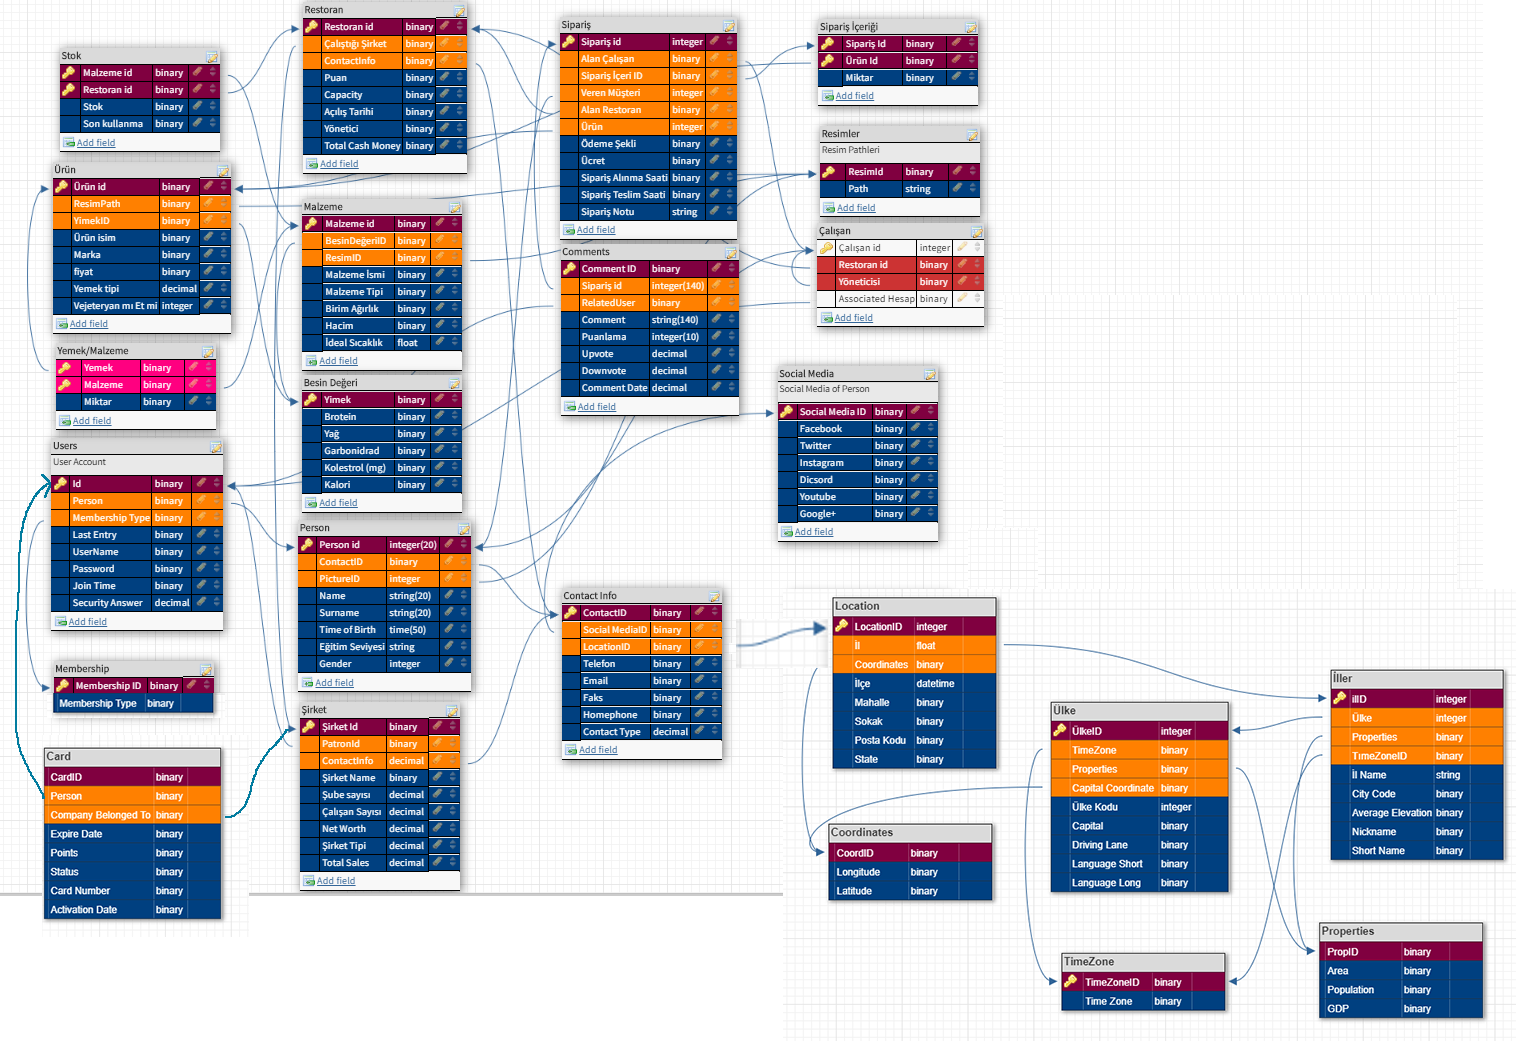 Stok
Malzeme id binary
Restoran id binary
Stok binary
Son kullanma binary
Add field
Ürün
Ürün id binary
ResimPath binary
YimekID binary
Ürün isim binary
Marka binary
fiyat binary
Yemek tipi decimal
Vejeteryan mı Et mi integer
Add field
Yemek/Malzeme
Yemek binary
Malzeme binary
Miktar binary
Add field
Users
User Account
Id binary
Person binary
Membership Type binary
Last Entry binary
UserName binary
Password binary
Join Time binary
Security Answer decimal
Add field
Membership
Membership ID binary
Membership Type binary
Card
CardID binary
Person binary
Company Belonged To binary
Expire Date binary
Points binary
Status binary
Card Number binary
Activation Date binary
Restoran
Restoran id binary
Çalıştığı Şirket binary
ContactInfo binary
Puan binary
Capacity binary
Açılış Tarihi binary
Yönetici binary
Total Cash Money binary
Add field
Malzeme
Malzeme id binary
BesinDeğeriID binary
ResimID binary
Malzeme İsmi binary
Malzeme Tipi binary
Birim Ağırlık binary
Hacim binary
İdeal Sıcaklık float
Add field
Besin Değeri
Yimek binary
Brotein binary
Yağ binary
Garbonidrad binary
Kolestrol (mg) binary
Kalori binary
Add field
Person
Person id integer(20)
ContactID binary
PictureID integer
Name string(20)
Surname string(20)
Time of Birth time(50)
Eğitim Seviyesi string
Gender integer
Add field
Şirket
Şirket Id binary
PatronId binary
ContactInfo decimal
Şirket Name binary
Şube sayısı decimal
Çalışan Sayısı decimal
Net Worth decimal
Şirket Tipi decimal
Total Sales decimal
Add field
Sipariş
Sipariş id integer
Alan Çalışan binary
Sipariş İçeri ID binary
Veren Müşteri integer
Alan Restoran binary
Ürün integer
Ödeme Şekli binary
Ücret binary
Sipariş Alınma Saati binary
Sipariş Teslim Saati binary
Sipariş Notu string
Add field
Comments
Comment ID binary
Sipariş id integer(140)
RelatedUser binary
Comment string(140)
Puanlama integer(10)
Upvote decimal
Downvote decimal
Comment Date decimal
Add field
Contact Info
ContactID binary
Social MediaID binary
LocationID binary
Telefon binary
Email binary
Faks binary
Homephone binary
Contact Type decimal
Add field
Sipariş İçeriği
Sipariş Id binary
Ürün Id binary
Miktar binary
Add field
Resimler
Resim Pathleri
ResimId binary
Path string
Add field
Çalışan
Çalışan id integer
Restoran id binary
Yöneticisi binary
Associated Hesap binary
Add field
Social Media
Social Media of Person
Social Media ID binary
Facebook binary
Twitter binary
Instagram binary
Dicsord binary
Youtube binary
Google+ binary
Add field
Location
LocationID integer
İl float
Coordinates binary
İlçe datetime
Mahalle binary
Sokak binary
Posta Kodu binary
State binary
Coordinates
CoordID binary
Longitude binary
Latitude binary
Ülke
ÜlkeID integer
TimeZone binary
Properties binary
Capital Coordinate binary
Ülke Kodu integer
Capital binary
Driving Lane binary
Language Short binary
Language Long binary
TimeZone
TimeZoneID binary
Time Zone binary
İller
ilID integer
Ülke integer
Properties binary
TimeZoneID binary
İl Name string
City Code binary
Average Elevation binary
Nickname binary
Short Name binary
Properties
PropID binary
Area binary
Population binary
GDP binary